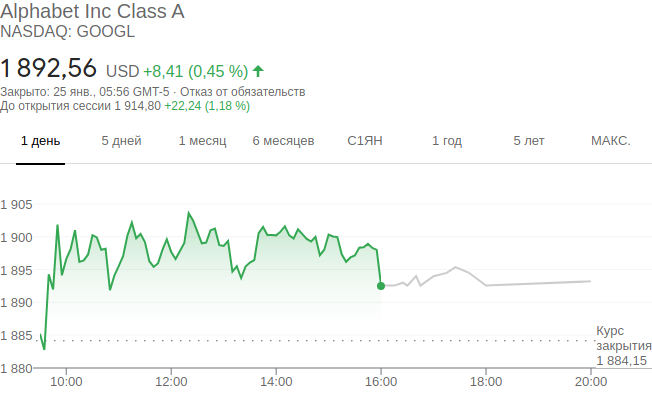 Alphabet Inc Class A
NASDAQ: GOOGL
1 892,56 USD +8,41 (0,45 %)
Закрыто: 25 янв., 05:56 GMT-5 · Отказ от обязательств
До открытия сессии 1 914,80 +22,24 (1,18 %)
1 день 5 дней 1 месяц 6 месяцев С1ЯН 1 год 5 лет МАКС.
1 905
1 900
1 895
1 890
1 885
1 880
Курс
закрытия
1 884,15
10:00 12:00 14:00 16:00 18:00 20:00